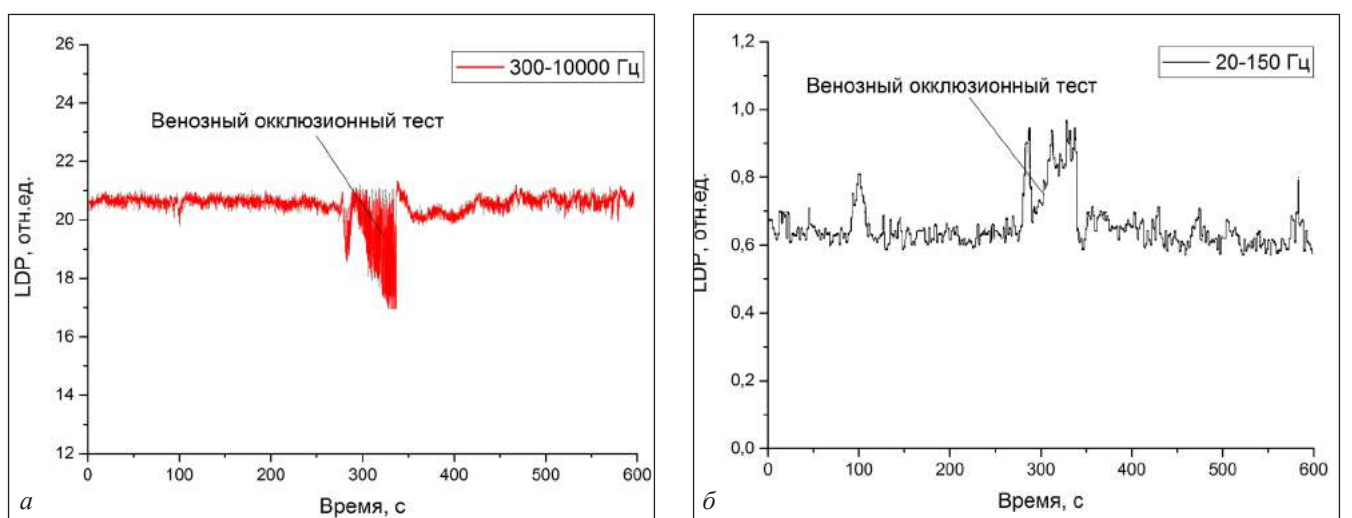 26
24
22
20
18
16
14
12
LDP, отн.ед.
300-10000 Гц
Венозный окклюзионный тест
0 100 200 300 400 500 600
Время, с
а
1,2
1,0
0,8
0,6
0,4
0,2
0,0
LDP, отн.ед.
20-150 Гц
Венозный окклюзионный тест
0 100 200 300 400 500 600
Время, с
б